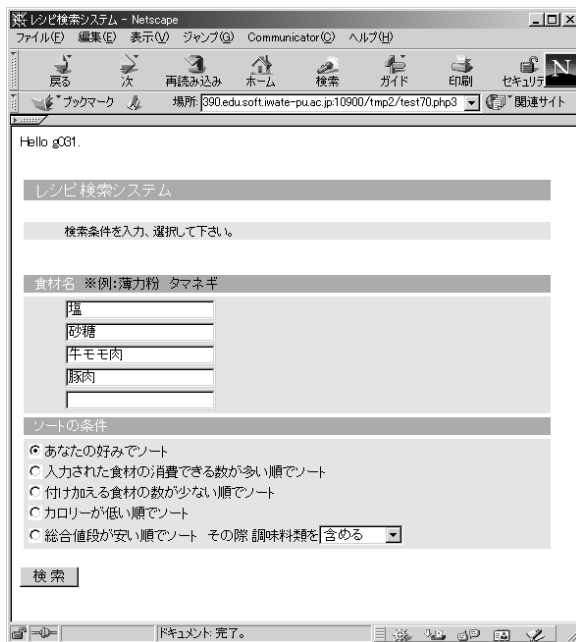 レシピ検索システム - Netscape
ファイル(F) 編集(E) 表示(V) ジャンプ(G) Communicator(C) ヘルプ(H)
戻る 次 再読み込み ホーム 検索 ガイド 印刷 セキュリテ N
ブックマーク 場所: 390.edu.soft.iwate-pu.ac.jp:10900/tmp2/test70.php3 関連サイト
Hello g031.
レシピ検索システム
検索条件を入力、選択して下さい。
食材名 ※例:薄力粉 タマネギ
塩
砂糖
牛モモ肉
豚肉
ソートの条件
あなたの好みでソート
入力された食材の消費できる数が多い順でソート
付け加える食材の数が少ない順でソート
カロリーが低い順でソート
総合値段が安い順でソート その際 調味料類を 含める
検索
ドキュメント: 完了。